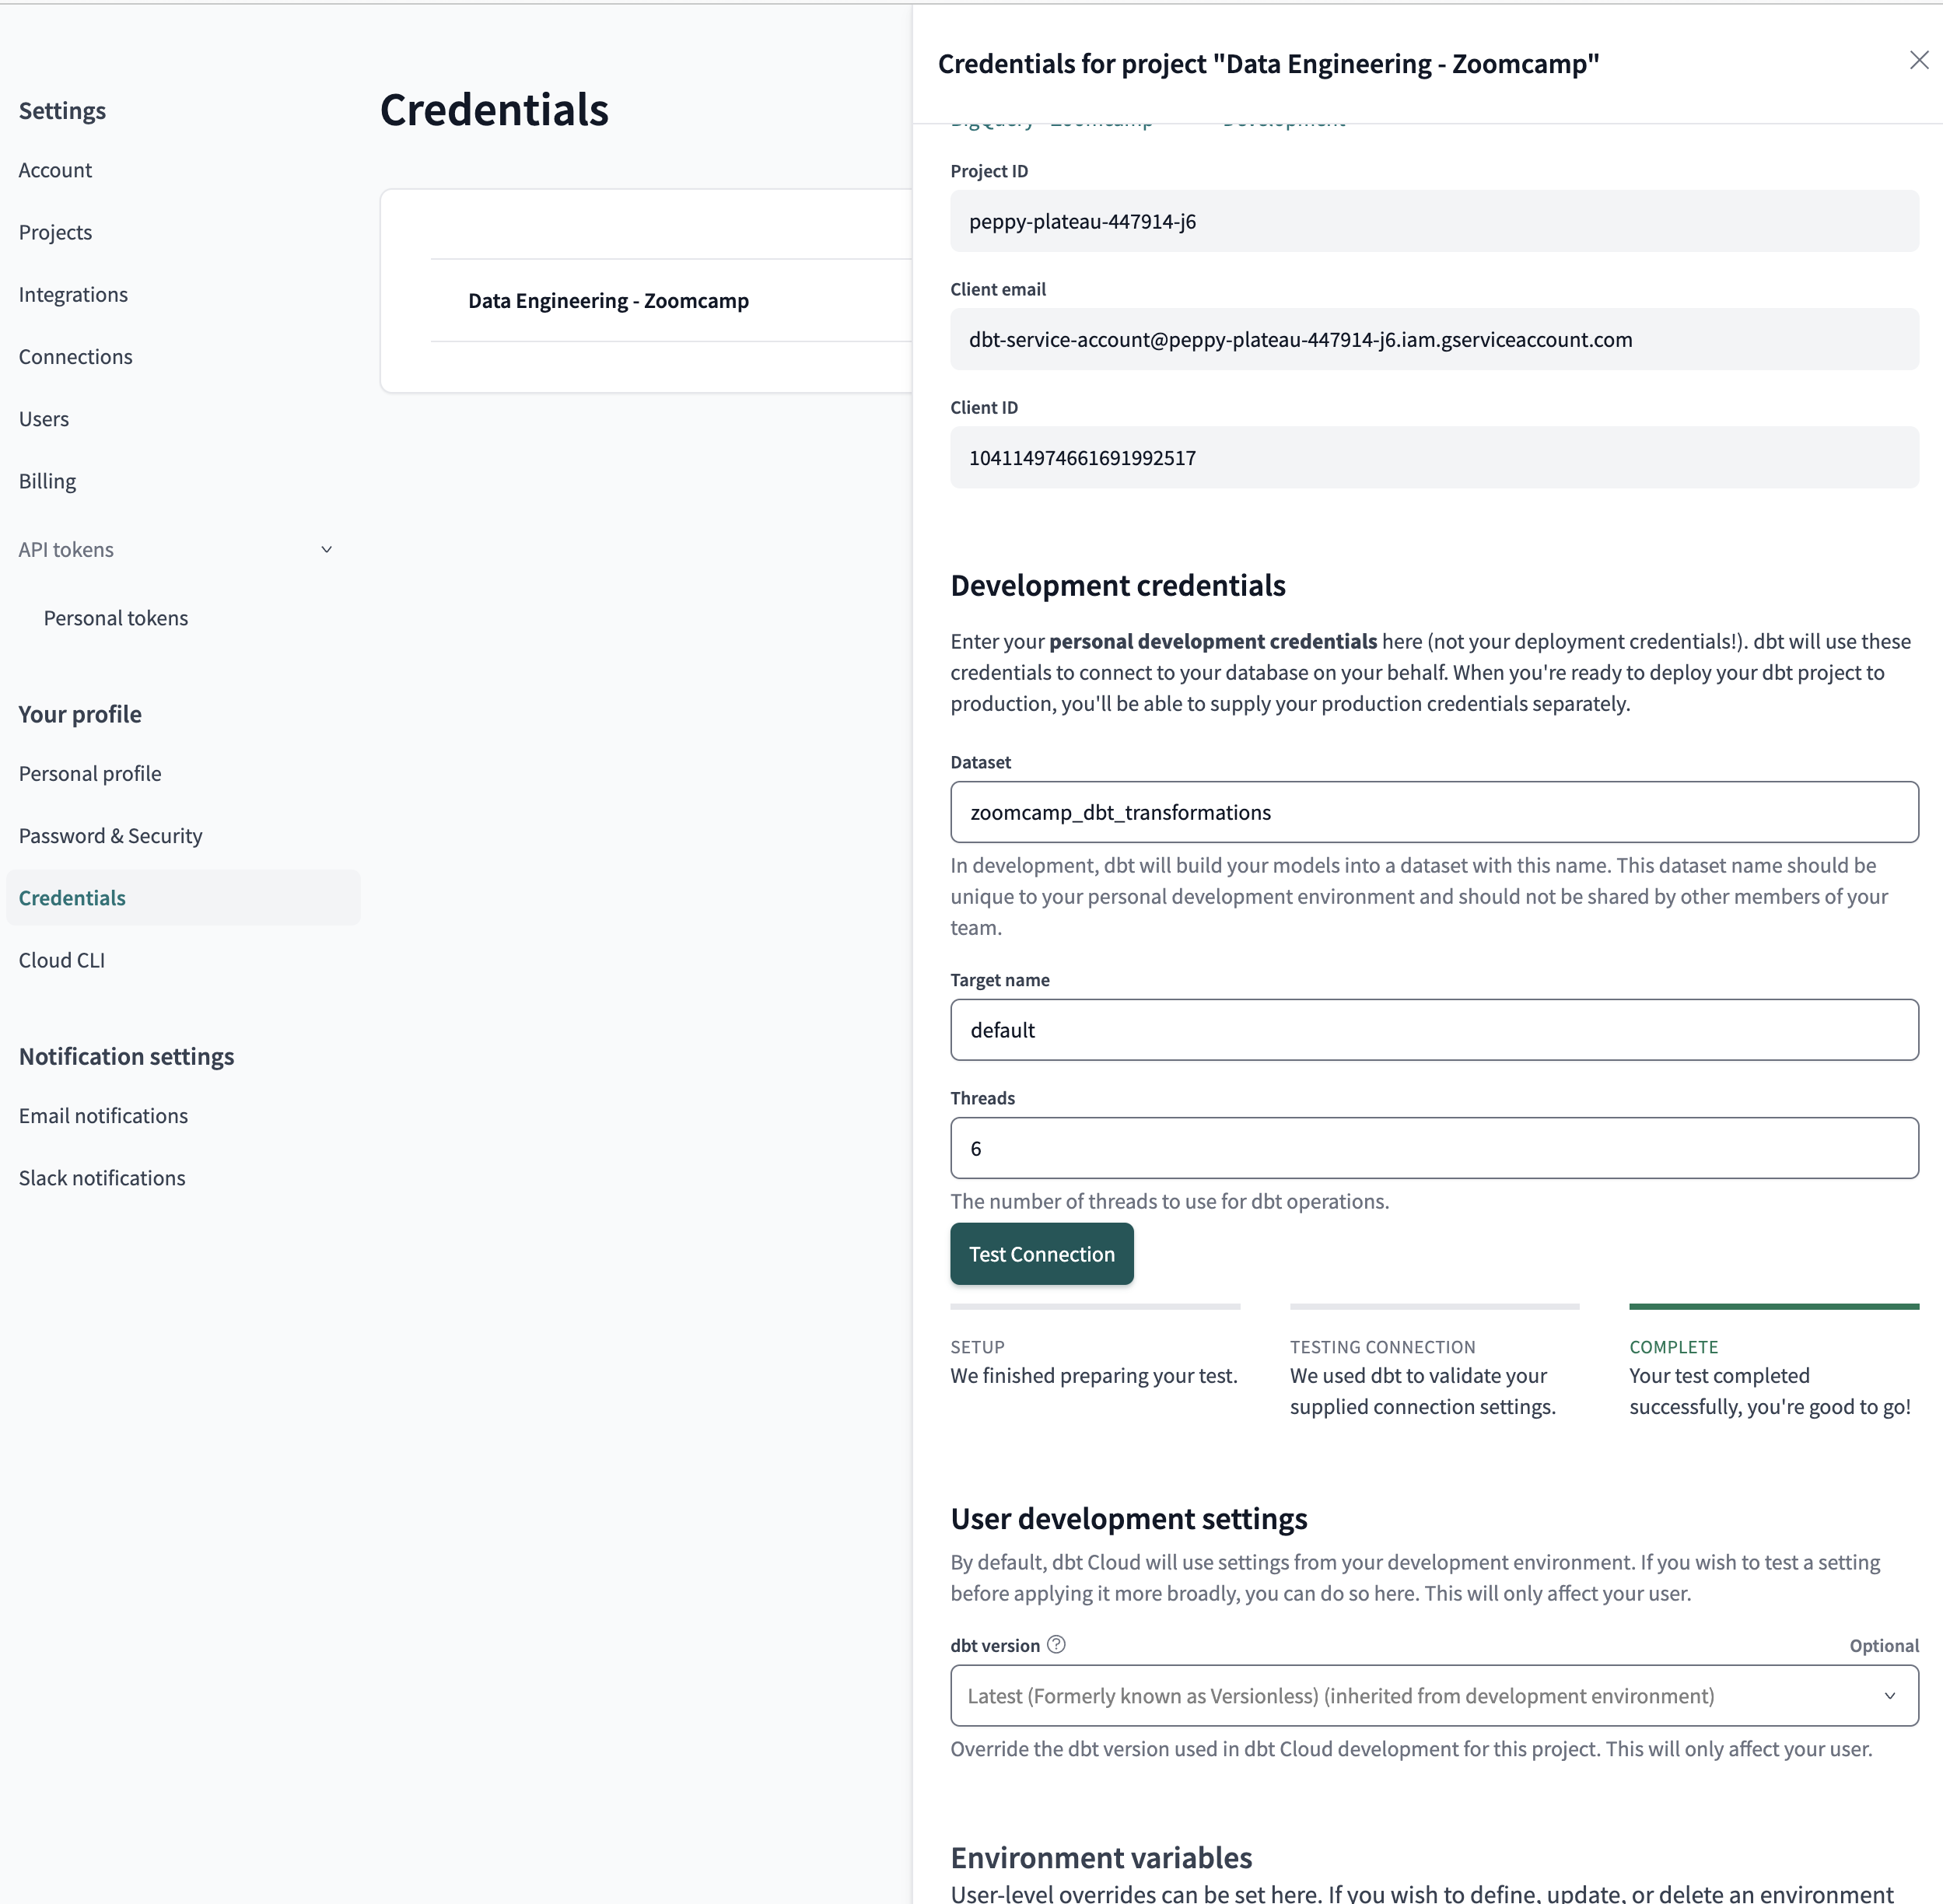 Settings
Account
Projects
Integrations
Connections
Users
Billing
API tokens
Personal tokens
Your profile
Personal profile
Password & Security
Credentials
Cloud CLI
Notification settings
Email notifications
Slack notifications
Credentials
Data Engineering - Zoomcamp
Credentials for project "Data Engineering - Zoomcamp"
BigQuery - Zoomcamp
Development
Project ID
peppy-plateau-447914-j6
Client email
dbt-service-account@peppy-plateau-447914-j6.iam.gserviceaccount.com
Client ID
104114974661691992517
Development credentials
Enter your personal development credentials here (not your deployment credentials!). dbt will use these
credentials to connect to your database on your behalf. When you're ready to deploy your dbt project to
production, you'll be able to supply your production credentials separately.
Dataset
zoomcamp_dbt_transformations
In development, dbt will build your models into a dataset with this name. This dataset name should be
unique to your personal development environment and should not be shared by other members of your
team.
Target name
default
Threads
6
The number of threads to use for dbt operations.
Test Connection
SETUP
We finished preparing your test.
TESTING CONNECTION
We used dbt to validate your
supplied connection settings.
COMPLETE
Your test completed
successfully, you're good to go!
User development settings
By default, dbt Cloud will use settings from your development environment. If you wish to test a setting
before applying it more broadly, you can do so here. This will only affect your user.
dbt version
Optional
Latest (Formerly known as Versionless) (inherited from development environment)
Override the dbt version used in dbt Cloud development for this project. This will only affect your user.
Environment variables
User-level overrides can be set here. If you wish to define, update, or delete an environment